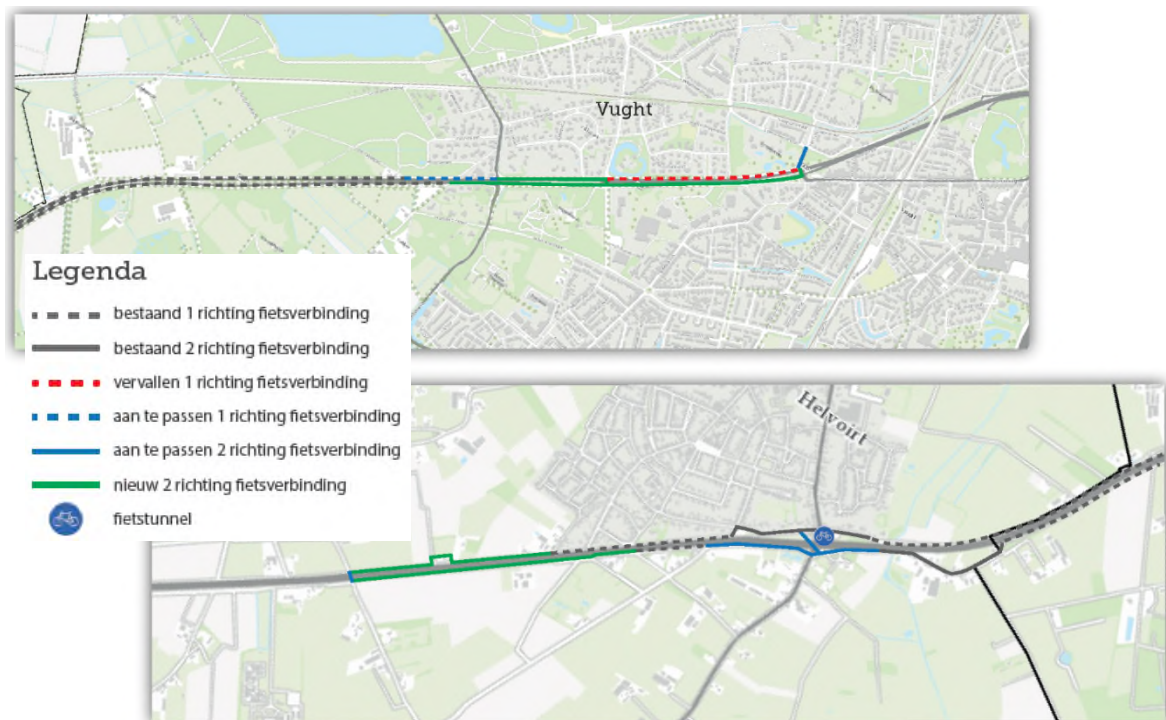 Vught
Legenda
bestaand 1 richting fietsverbinding
bestaand 2 richting fietsverbinding
vervallen 1 richting fietsverbinding
aan te passen 1 richting fietsverbinding
aan te passen 2 richting fietsverbinding
nieuw 2 richting fietsverbinding
fietstunnel
Helvoirt